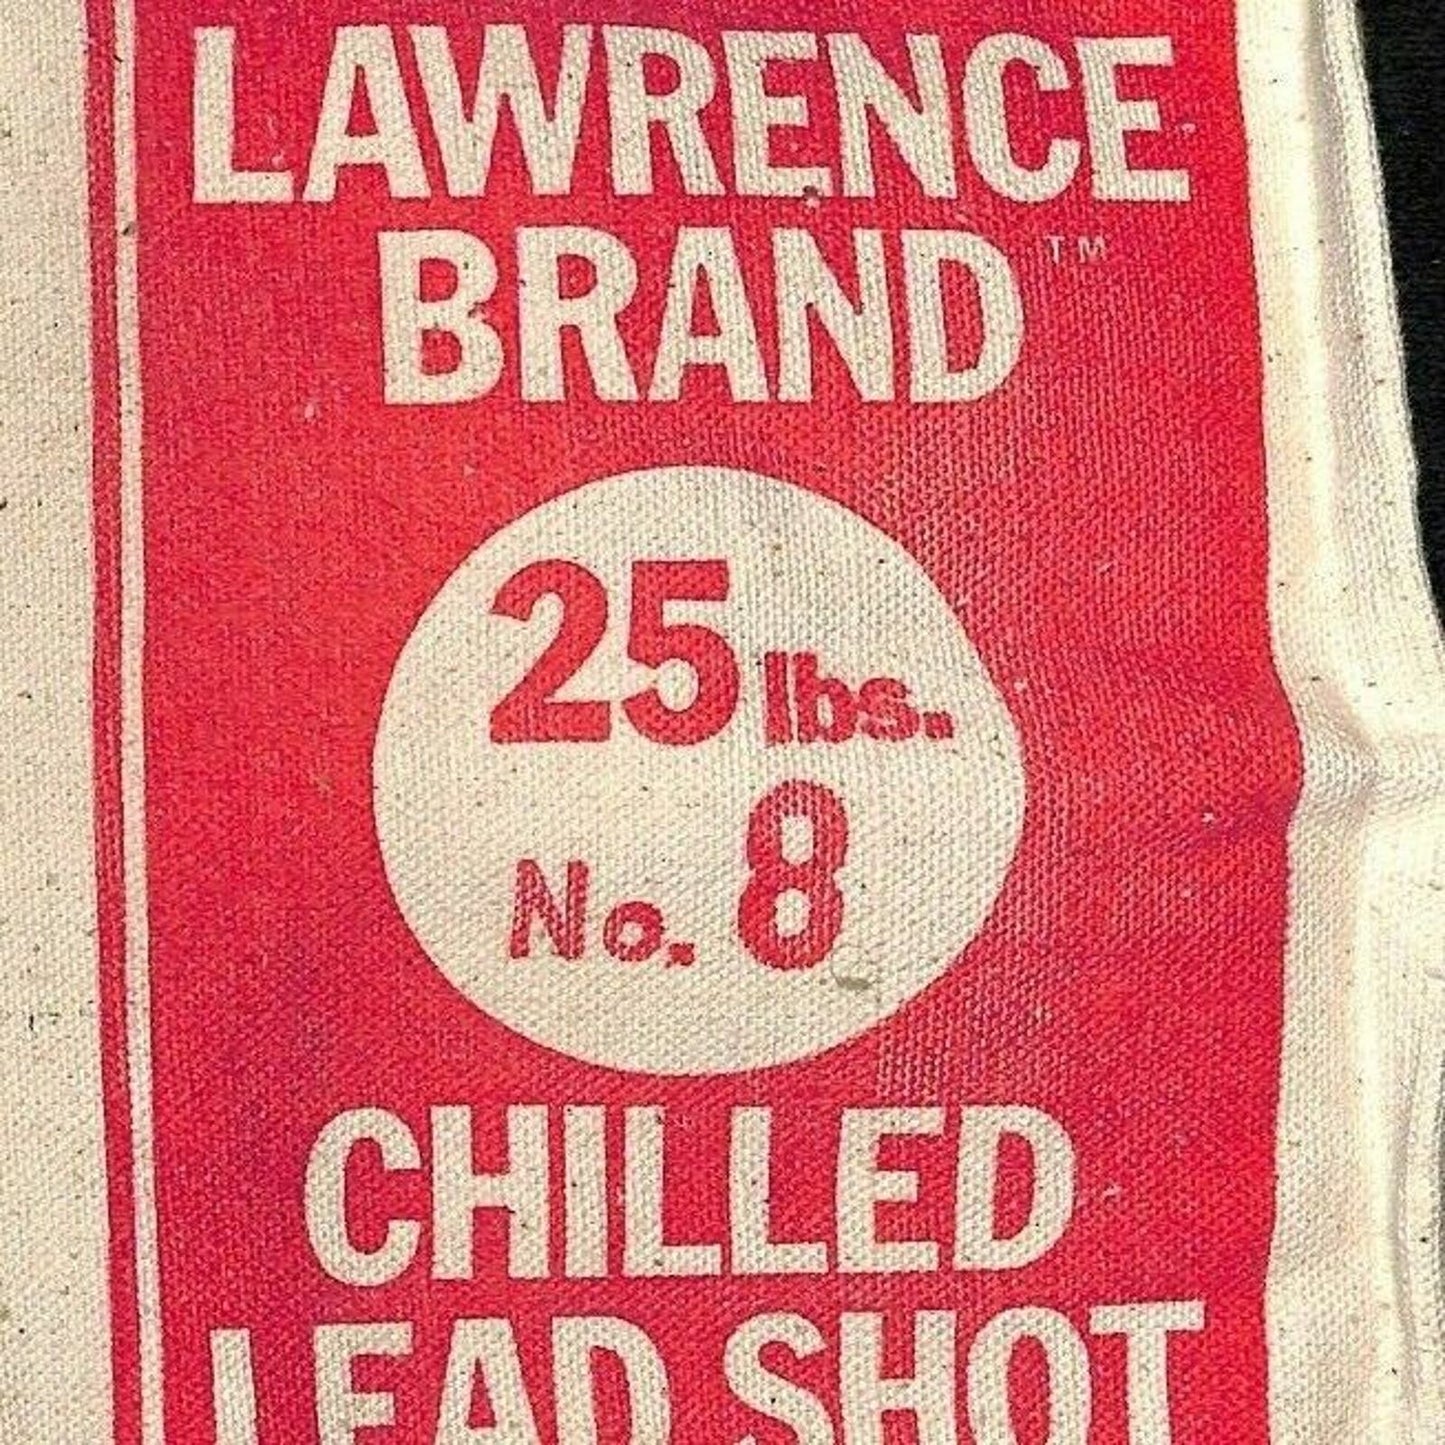 LAWRENCE
BRAND™
25 lbs.
No. 8
CHILLED
LEAD SHOT